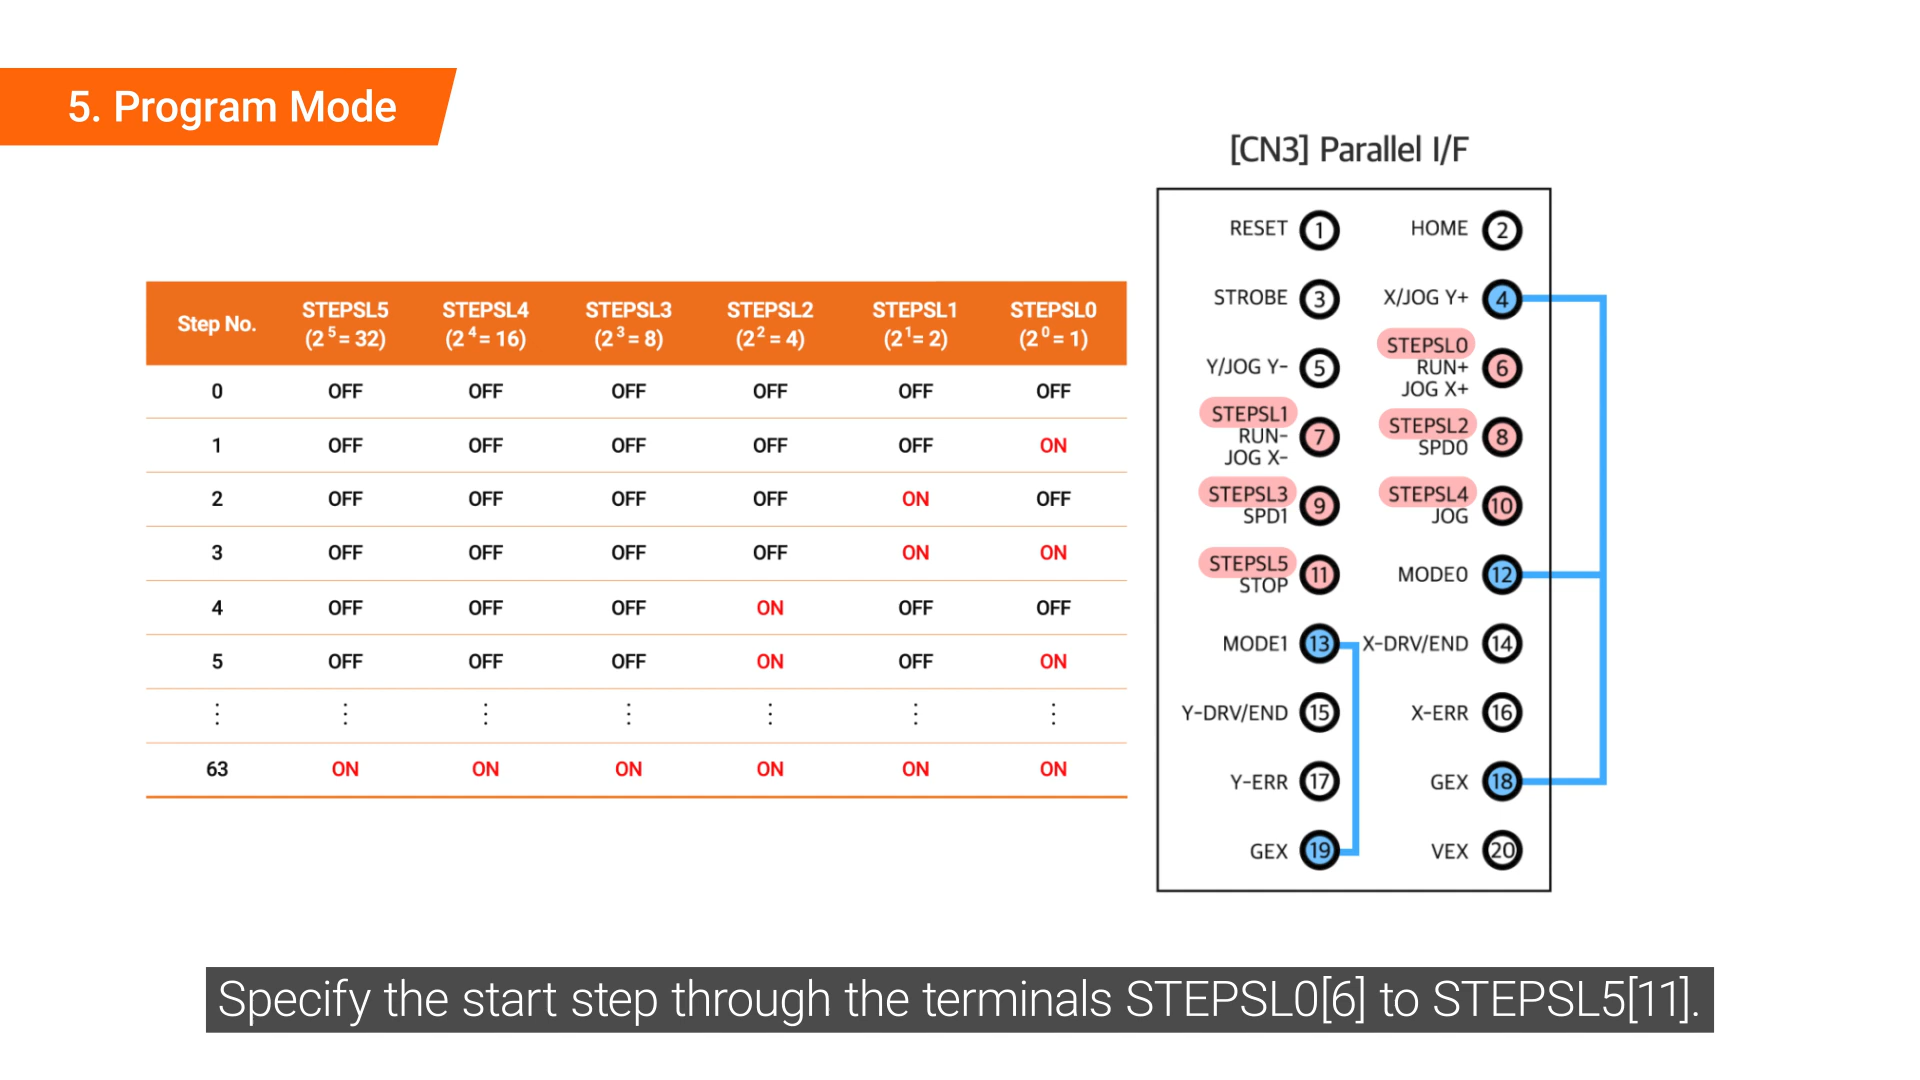 5. Program Mode
[CN3] Parallel I/F
Step No. STEPSL5 (2⁵= 32) STEPSL4 (2⁴= 16) STEPSL3 (2³= 8) STEPSL2 (2²= 4) STEPSL1 (2¹= 2) STEPSL0 (2⁰= 1)
0 OFF OFF OFF OFF OFF OFF
1 OFF OFF OFF OFF OFF ON
2 OFF OFF OFF OFF ON OFF
3 OFF OFF OFF OFF ON ON
4 OFF OFF OFF ON OFF OFF
5 OFF OFF OFF ON OFF ON
⋮ ⋮ ⋮ ⋮ ⋮ ⋮ ⋮
63 ON ON ON ON ON ON
RESET 1 HOME 2
STROBE 3 X/JOG Y+ 4
Y/JOG Y- 5
STEPSL0
RUN+ 6
JOG X+
STEPSL1
RUN- 7
JOG X-
STEPSL2
SPD0 8
STEPSL3
SPD1 9
STEPSL4
JOG 10
STEPSL5
STOP 11
MODE0 12
MODE1 13 X-DRV/END 14
Y-DRV/END 15 X-ERR 16
Y-ERR 17 GEX 18
GEX 19 VEX 20
Specify the start step through the terminals STEPSL0[6] to STEPSL5[11].